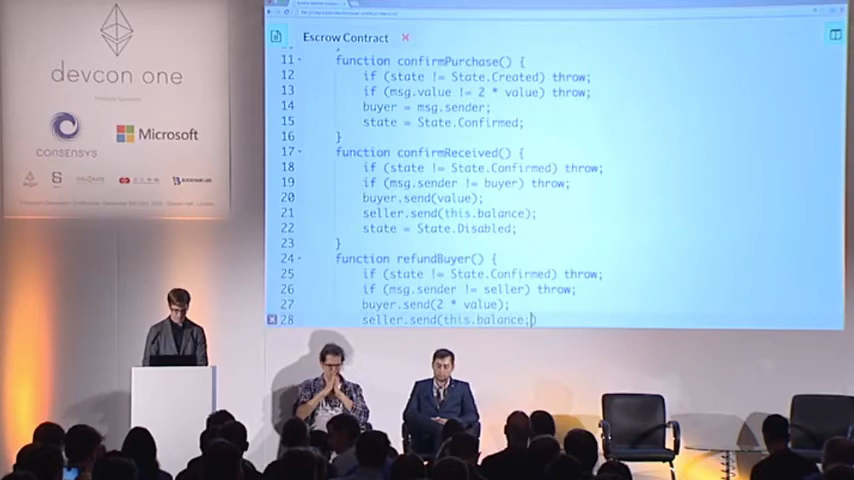 devcon one
CONSENSYS
Microsoft
Escrow Contract
11 function confirmPurchase() {
12 if (state != State.Created) throw;
13 if (msg.value != 2 * value) throw;
14 buyer = msg.sender;
15 state = State.Confirmed;
16 }
17 function confirmReceived() {
18 if (state != State.Confirmed) throw;
19 if (msg.sender != buyer) throw;
20 buyer.send(value);
21 seller.send(this.balance);
22 state = State.Disabled;
23 }
24 function refundBuyer() {
25 if (state != State.Confirmed) throw;
26 if (msg.sender != seller) throw;
27 buyer.send(2 * value);
28 seller.send(this.balance;)